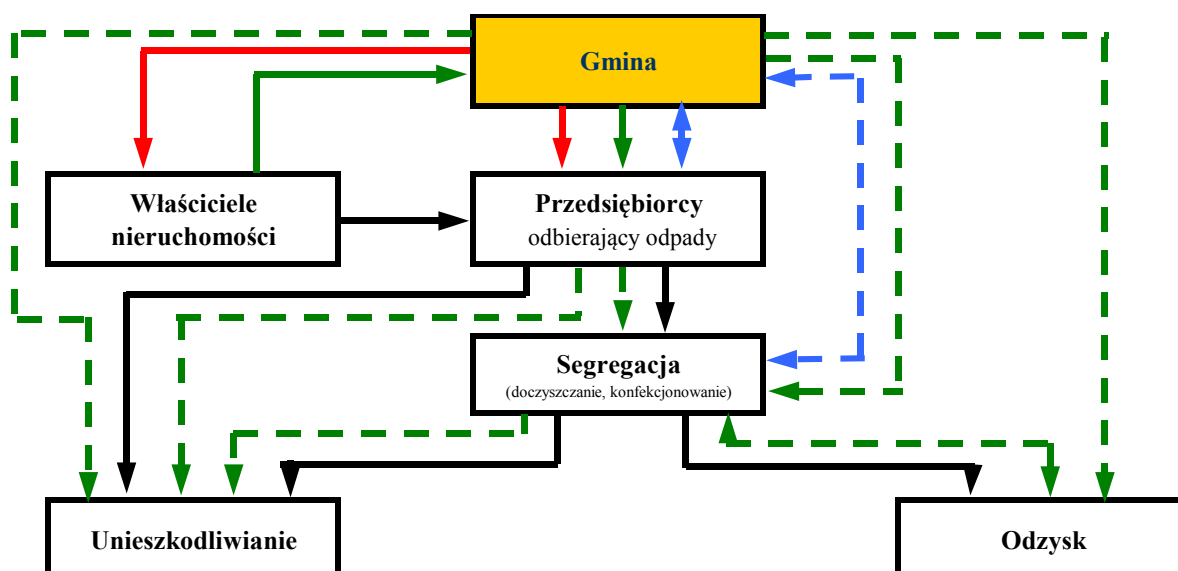 Gmina
Właściciele
nieruchomości
Przedsiębiorcy
odbierający odpady
Segregacja
(doczyszczanie, konfekcjonowanie)
Unieszkodliwianie
Odzysk